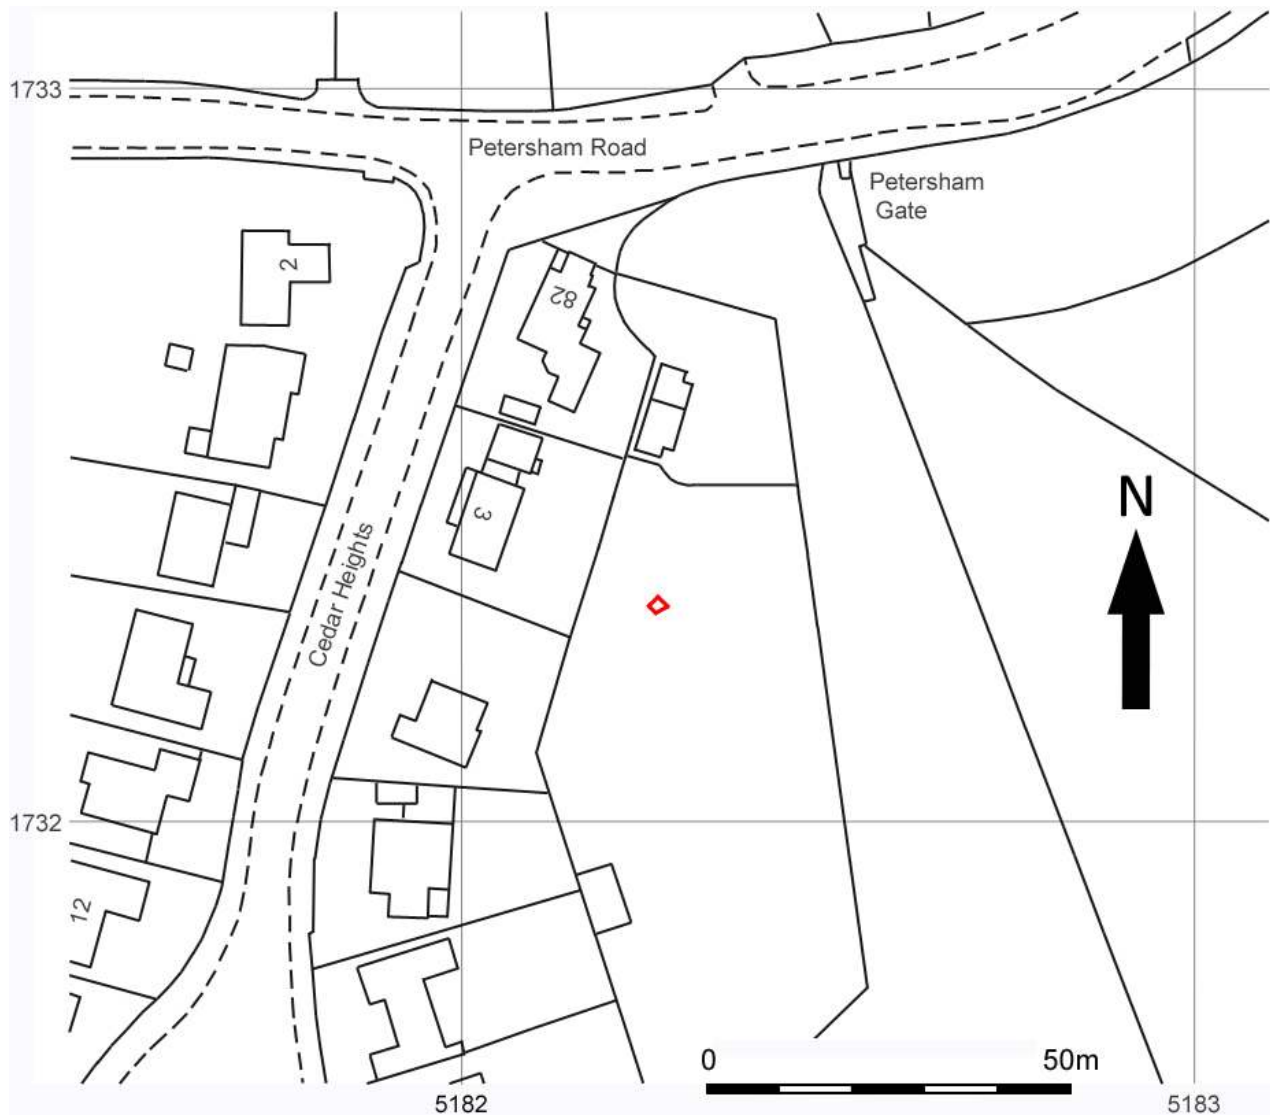 1733
Petersham Road
Petersham
Gate
2
82
3
N
Cedar Heights
1732
12
0 50m
5182 5183